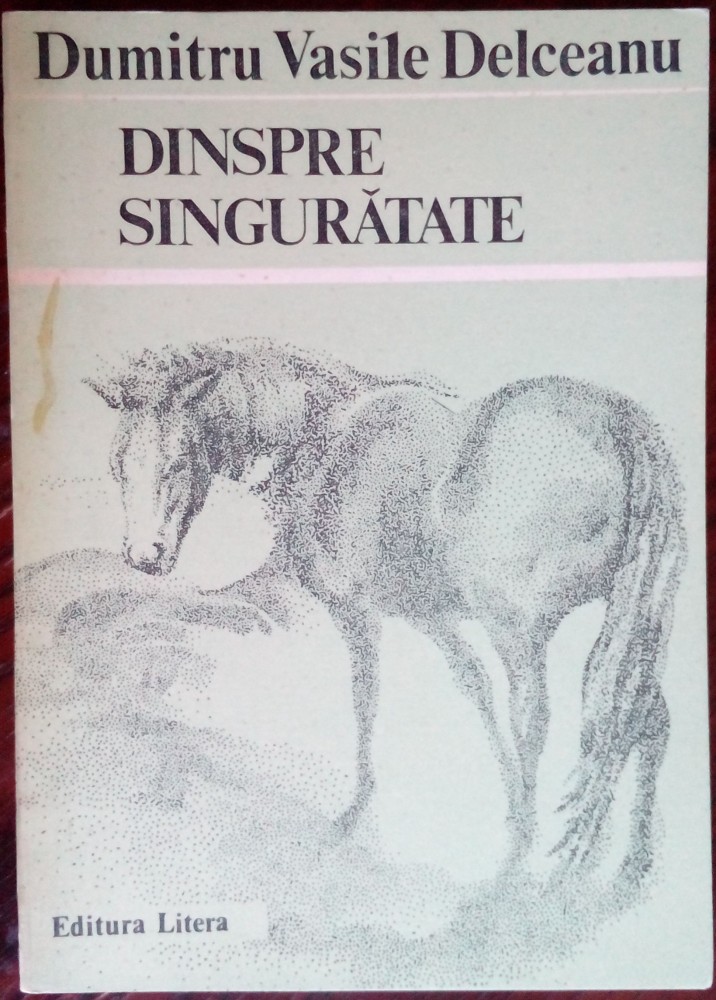 Dumitru Vasile Delceanu
DINSPRE
SINGURĂTATE
Editura Litera